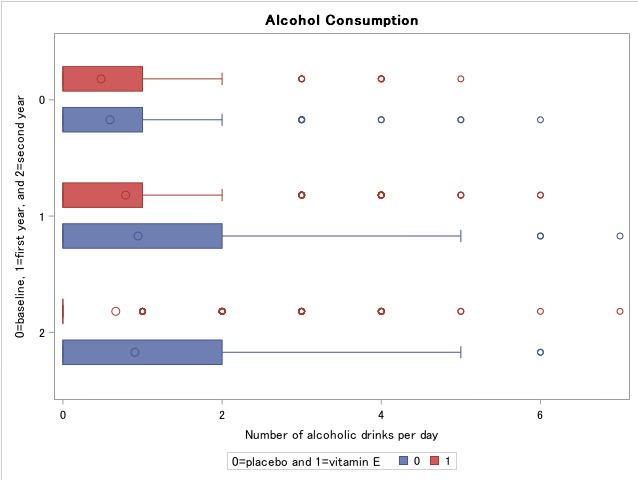 Alcohol Consumption
0=baseline, 1=first year, and 2=second year
0
1
2
0 2 4 6
Number of alcoholic drinks per day
0=placebo and 1=vitamin E 0 1